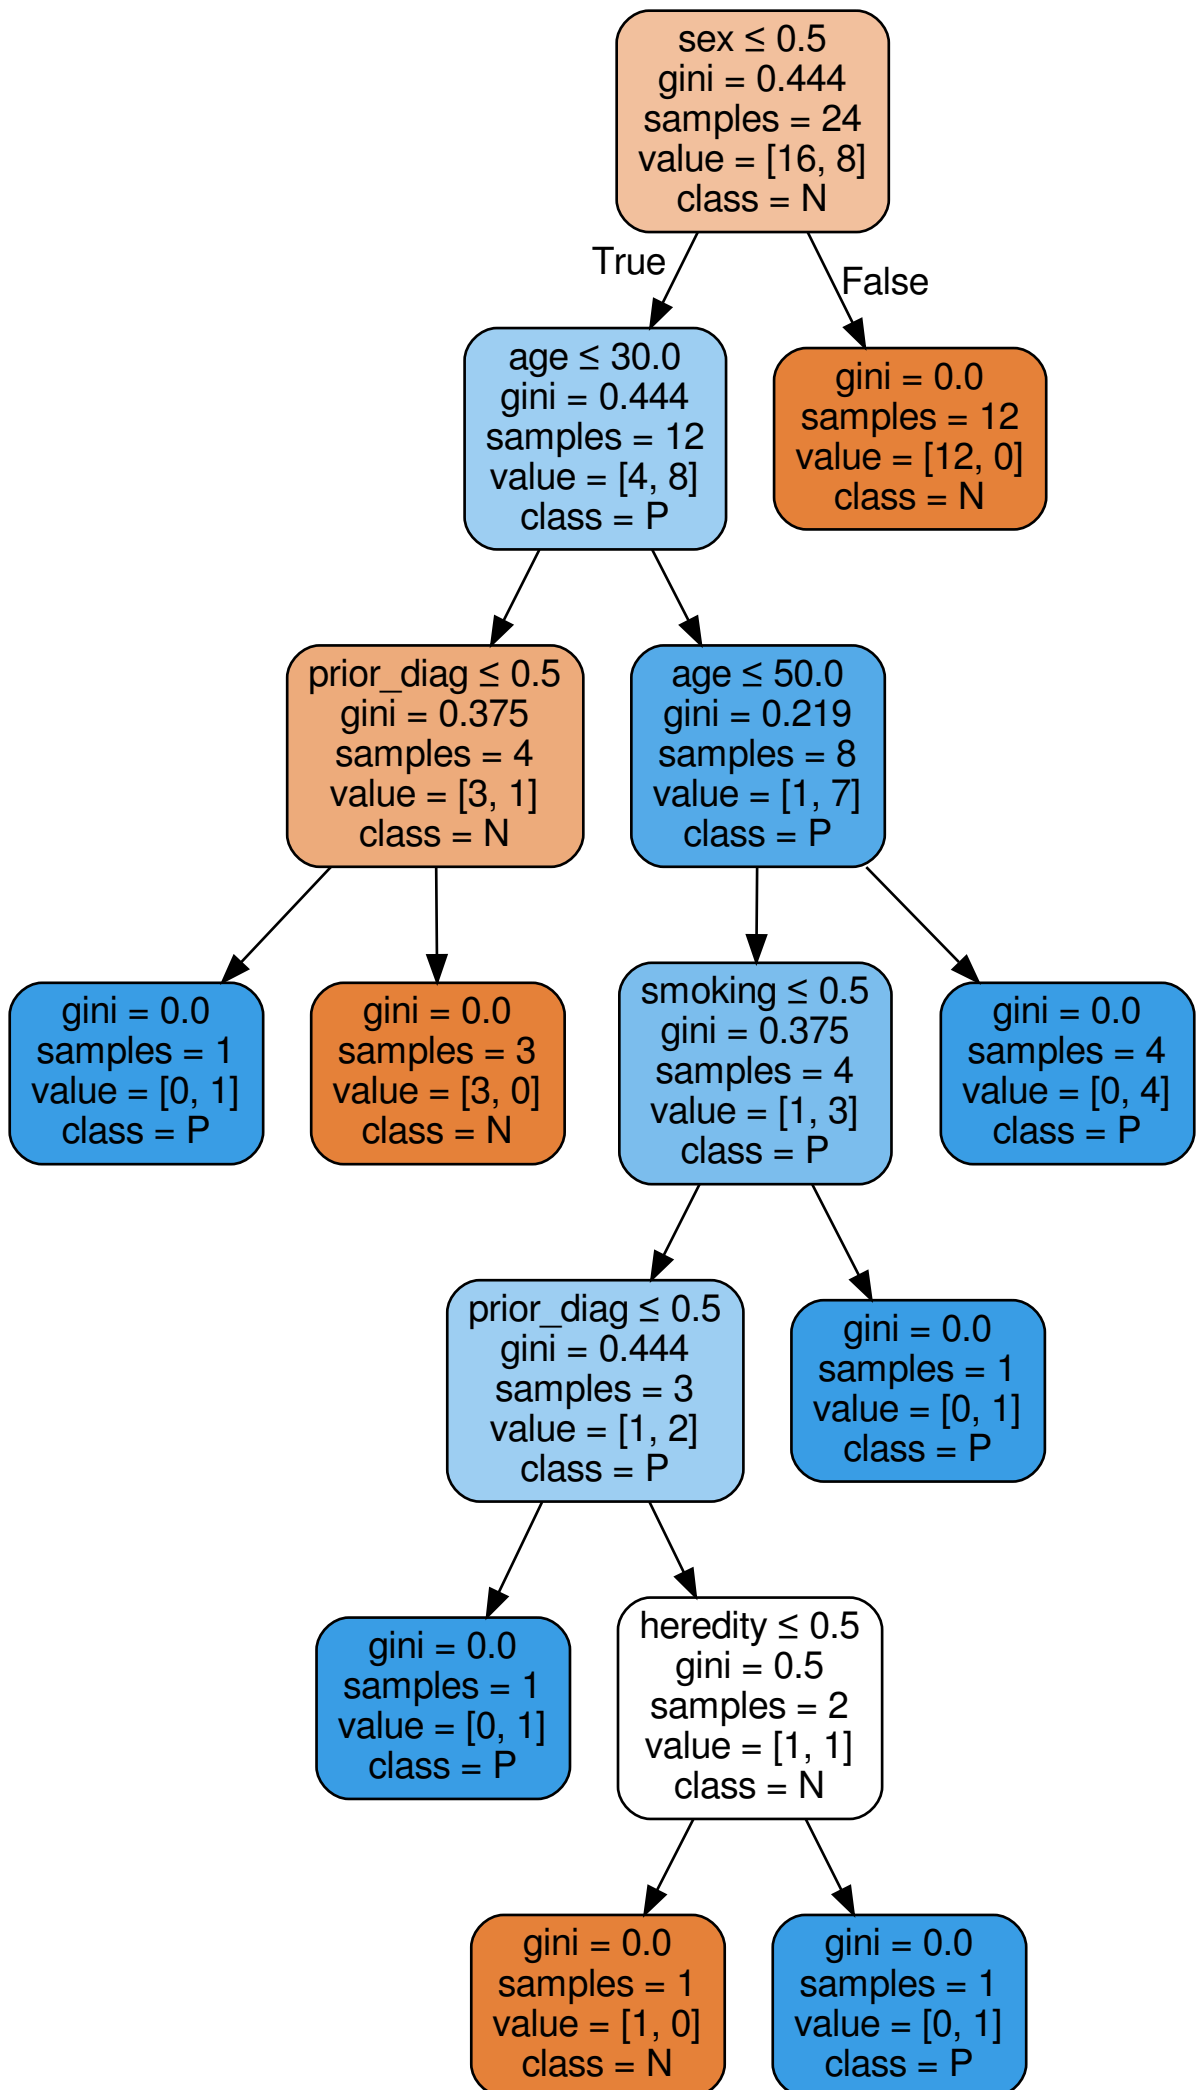 sex ≤ 0.5
gini = 0.444
samples = 24
value = [16, 8]
class = N
True
False
age ≤ 30.0
gini = 0.444
samples = 12
value = [4, 8]
class = P
gini = 0.0
samples = 12
value = [12, 0]
class = N
prior_diag ≤ 0.5
gini = 0.375
samples = 4
value = [3, 1]
class = N
age ≤ 50.0
gini = 0.219
samples = 8
value = [1, 7]
class = P
gini = 0.0
samples = 1
value = [0, 1]
class = P
gini = 0.0
samples = 3
value = [3, 0]
class = N
smoking ≤ 0.5
gini = 0.375
samples = 4
value = [1, 3]
class = P
gini = 0.0
samples = 4
value = [0, 4]
class = P
prior_diag ≤ 0.5
gini = 0.444
samples = 3
value = [1, 2]
class = P
gini = 0.0
samples = 1
value = [0, 1]
class = P
gini = 0.0
samples = 1
value = [0, 1]
class = P
heredity ≤ 0.5
gini = 0.5
samples = 2
value = [1, 1]
class = N
gini = 0.0
samples = 1
value = [1, 0]
class = N
gini = 0.0
samples = 1
value = [0, 1]
class = P